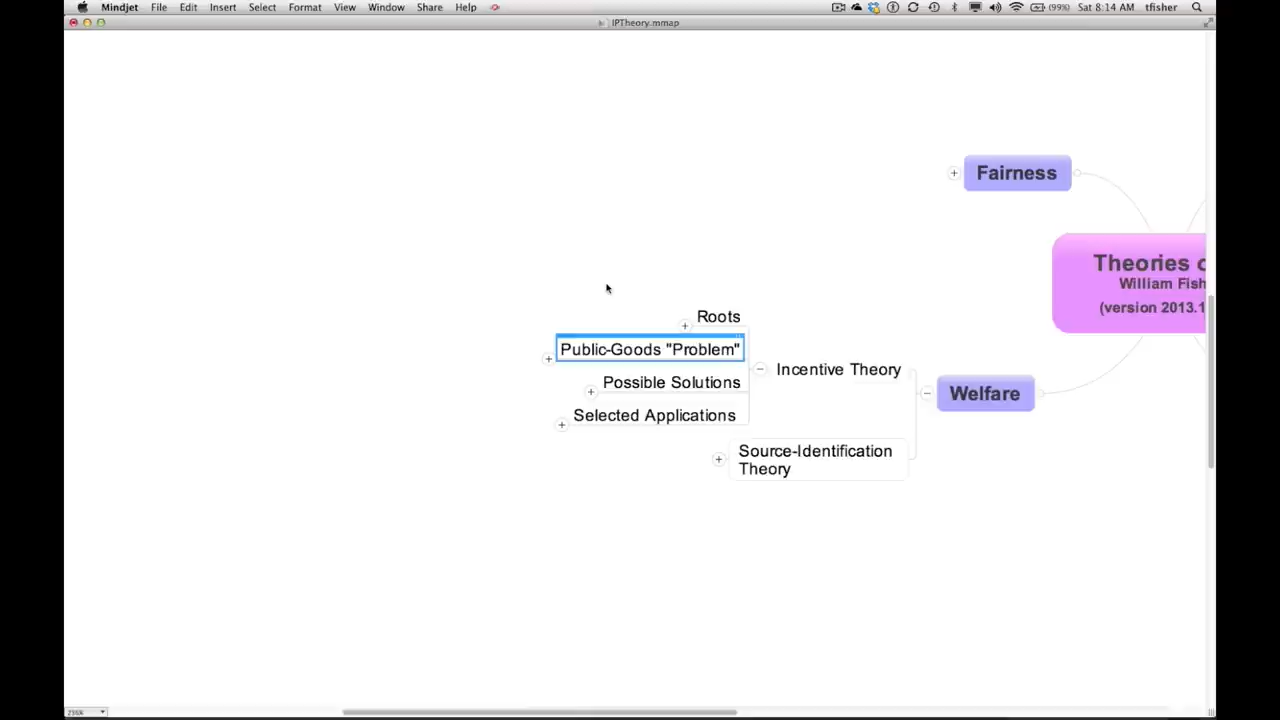 Mindjet File Edit Insert Select Format View Window Share Help (99%) Sat 8:14 AM tfisher
IPTheory.mmap
Fairness
Theories o
William Fish
(version 2013.1
Roots
Public-Goods "Problem"
Possible Solutions
Selected Applications
Incentive Theory
Welfare
Source-Identification
Theory
236%